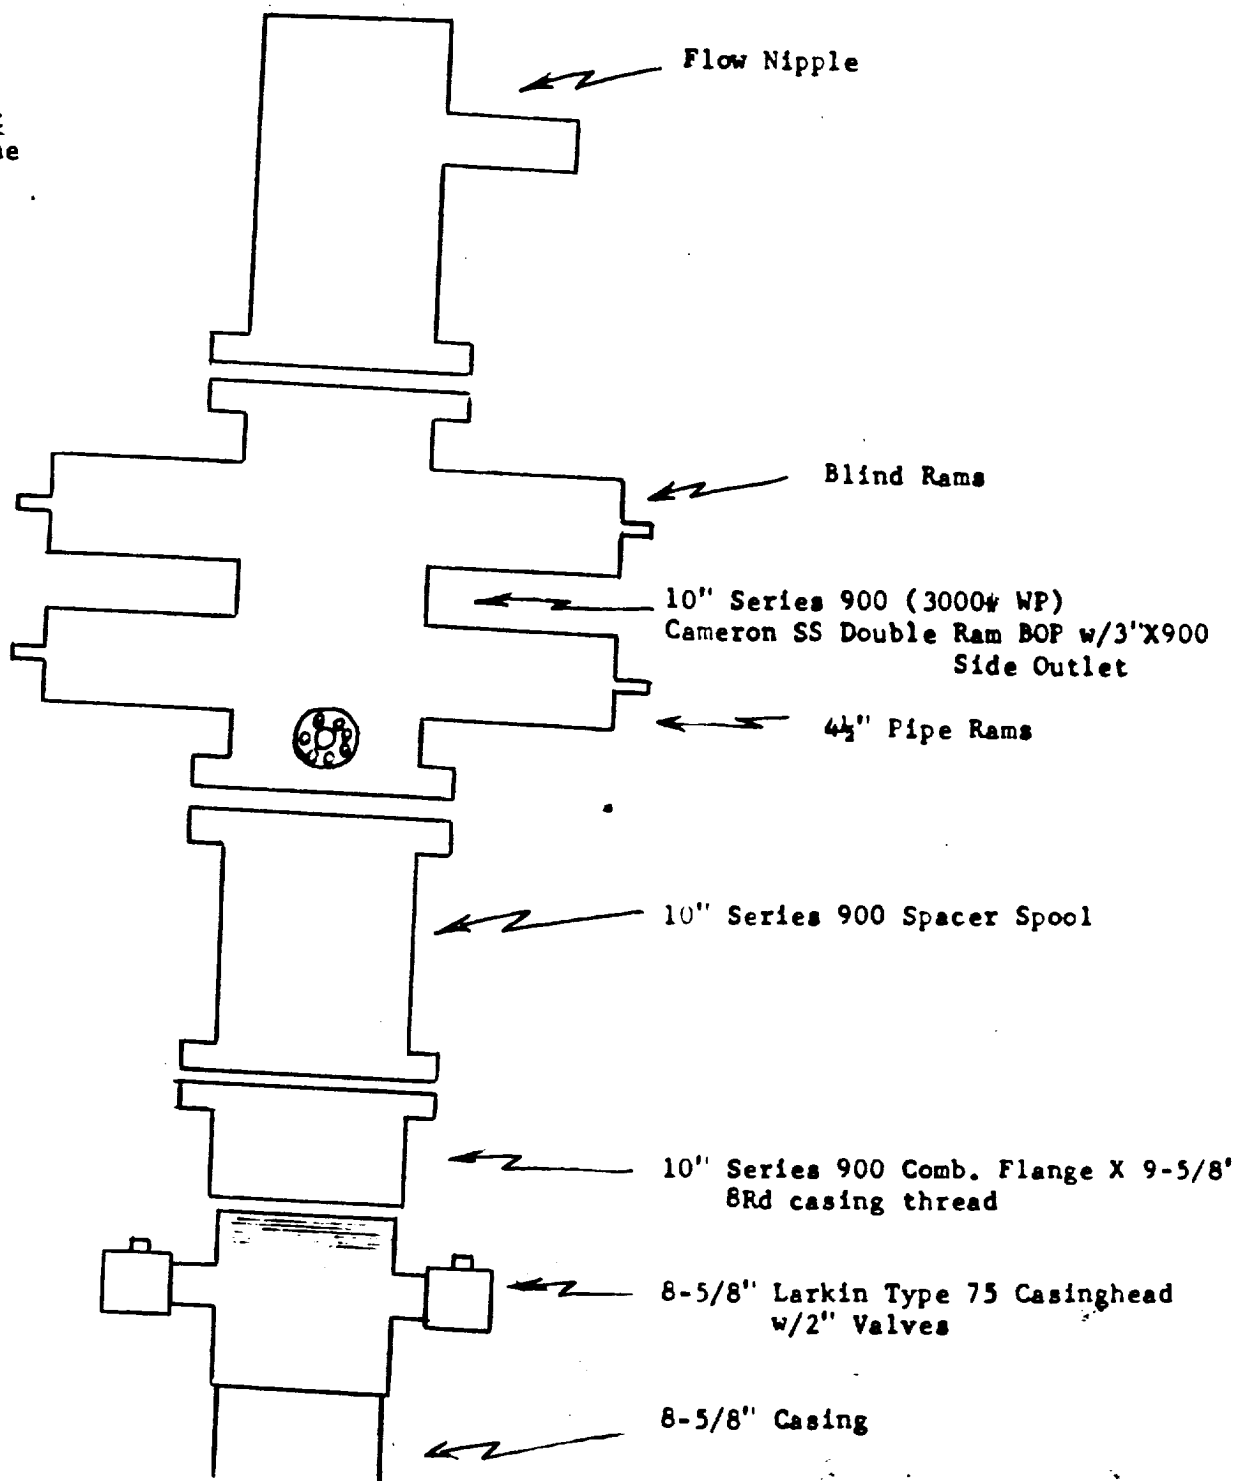 Flow Nipple
Blind Rams
10" Series 900 (3000# WP)
Cameron SS Double Ram BOP w/3"X900
Side Outlet
4½" Pipe Rams
10" Series 900 Spacer Spool
10" Series 900 Comb. Flange X 9-5/8"
8Rd casing thread
8-5/8" Larkin Type 75 Casinghead
w/2" Valves
8-5/8" Casing